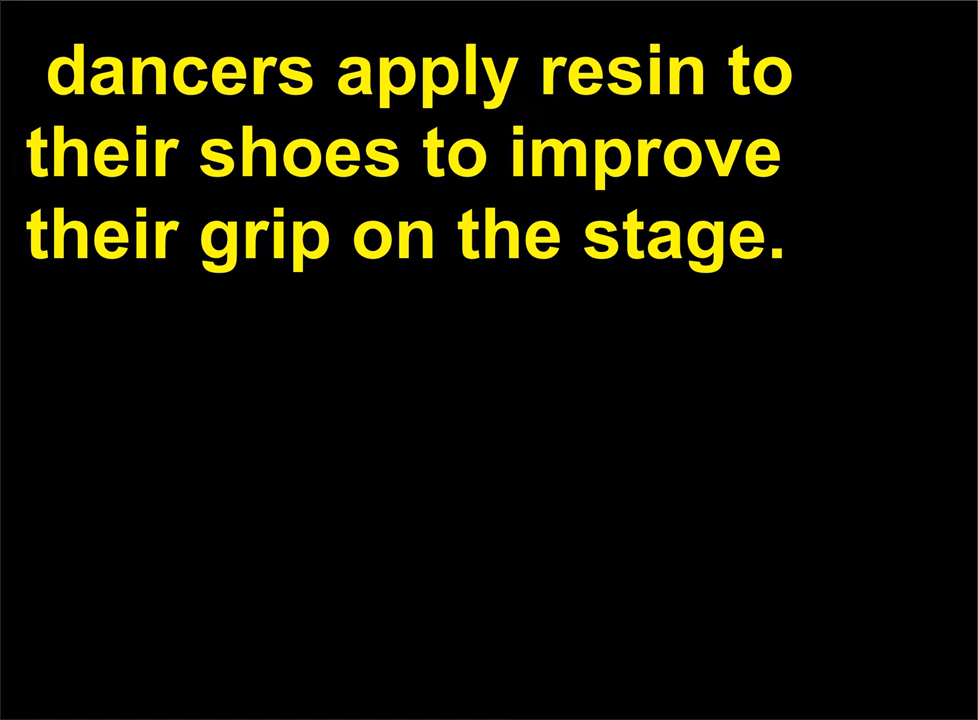 dancers apply resin to
their shoes to improve
their grip on the stage.